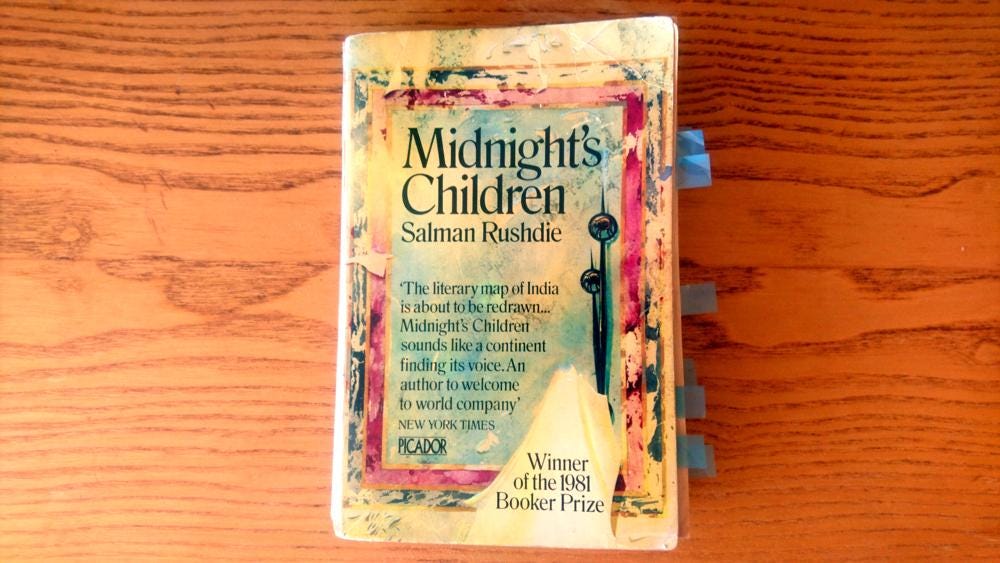 Midnight's
Children
Salman Rushdie
‘The literary map of India
is about to be redrawn...
Midnight's Children
sounds like a continent
finding its voice. An
author to welcome
to world company’
NEW YORK TIMES
PICADOR
Winner
of the 1981
Booker Prize